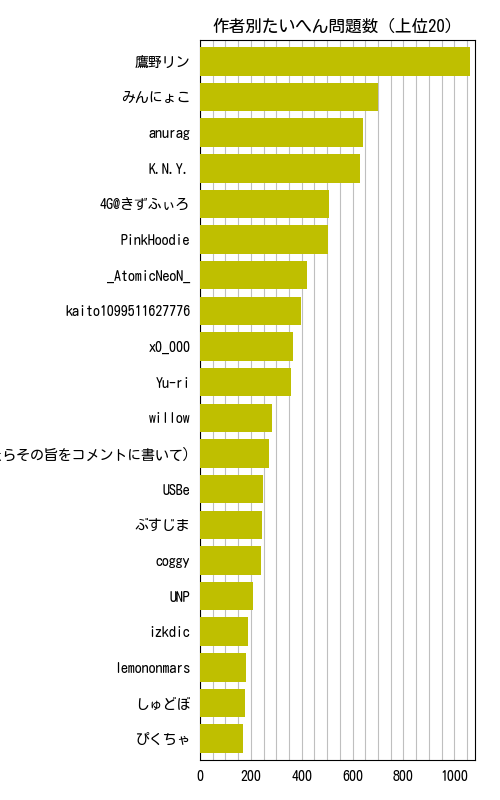 作者別たいへん問題数（上位20）
鷹野リン
みんにょこ
anurag
K.N.Y.
4G@きずふぃろ
PinkHoodie
_AtomicNeoN_
kaito1099511627776
x0_000
Yu-ri
willow
らその旨をコメントに書いて)
USBe
ぶすじま
coggy
UNP
izkdic
lemononmars
しゅどぼ
ぴくちゃ
0 200 400 600 800 1000